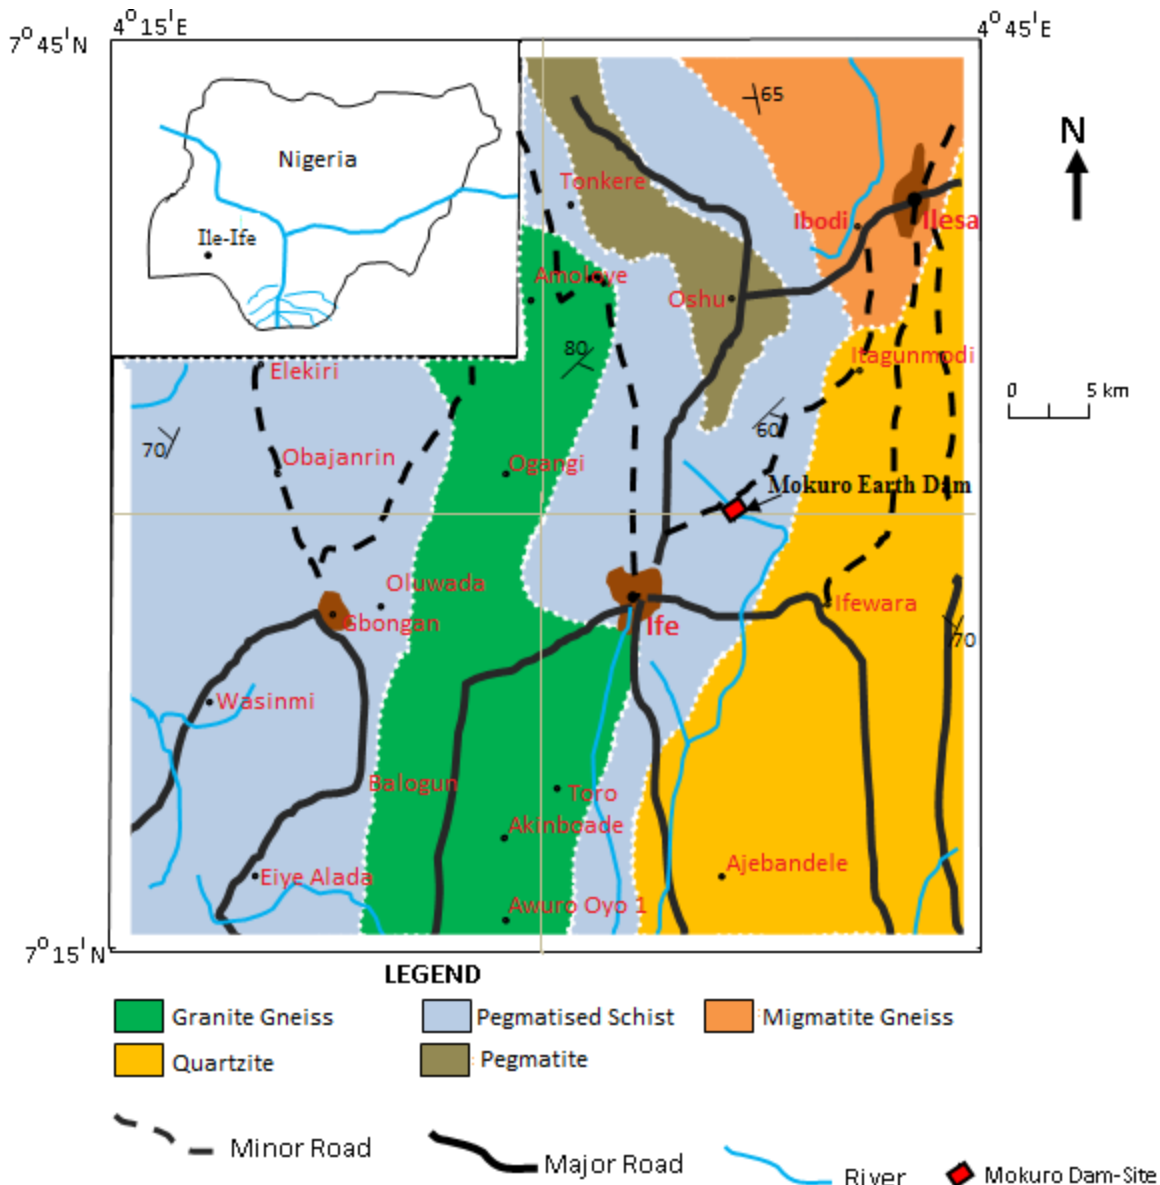 4°15'E
4°45'E
7°45'N
65
N
Nigeria
Tonkere
Ibodi
Ilesa
Ile-Ife
Amoloye
Oshu
80
Itagunmodi
Elekiri
0 5 km
60
70
Obajanrin
Ogangi
Mokuro Earth Dam
Oluwada
Ifewara
Gbongan
Ife
70
Wasinmi
Balogun
Toro
Akinboade
Ajebandele
Eiye Alada
Awuro Oyo 1
7°15'N
LEGEND
Granite Gneiss
Pegmatised Schist
: Migmatite Gneiss
Quartzite
: Pegmatite
Minor Road
Major Road
River
Mokuro Dam-Site